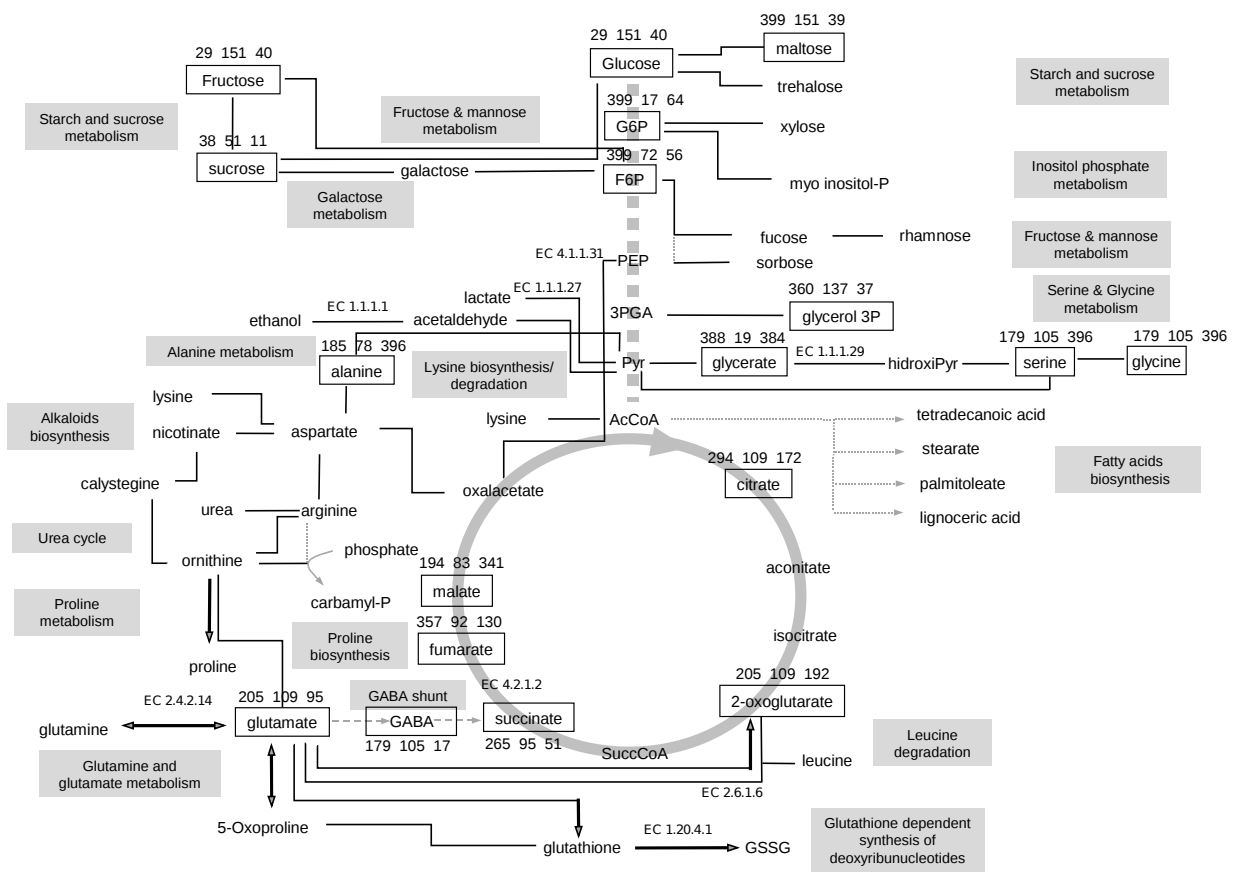 399 151 39
29 151 40
29 151 40
maltose
Glucose
Fructose
Starch and sucrose
metabolism
trehalose
399 17 64
Fructose & mannose
metabolism
Starch and sucrose
metabolism
G6P
xylose
38 51 11
399 72 56
sucrose
galactose
F6P
myo inositol-P
Inositol phosphate
metabolism
Galactose
metabolism
fucose
rhamnose
Fructose & mannose
metabolism
EC 4.1.1.31
PEP
sorbose
Serine & Glycine
metabolism
EC 1.1.1.27
lactate
360 137 37
EC 1.1.1.1
ethanol
acetaldehyde
3PGA
glycerol 3P
388 19 384
179 105 396
179 105 396
Alanine metabolism
185 78 396
EC 1.1.1.29
alanine
Lysine biosynthesis/
degradation
Pyr
glycerate
hidroxiPyr
serine
glycine
lysine
Alkaloids
biosynthesis
lysine
AcCoA
tetradecanoic acid
nicotinate
aspartate
stearate
294 109 172
Fatty acids
biosynthesis
calystegine
oxalacetate
citrate
palmitoleate
urea
arginine
lignoceric acid
Urea cycle
phosphate
ornithine
194 83 341
aconitate
malate
carbamyl-P
Proline
metabolism
357 92 130
Proline
biosynthesis
fumarate
isocitrate
proline
205 109 192
EC 4.2.1.2
EC 2.4.2.14
205 109 95
GABA shunt
2-oxoglutarate
glutamine
glutamate
GABA
succinate
179 105 17
265 95 51
SuccCoA
Leucine
degradation
leucine
Glutamine and
glutamate metabolism
EC 2.6.1.6
5-Oxoproline
EC 1.20.4.1
glutathione
GSSG
Glutathione dependent
synthesis of
deoxyribunucleotides